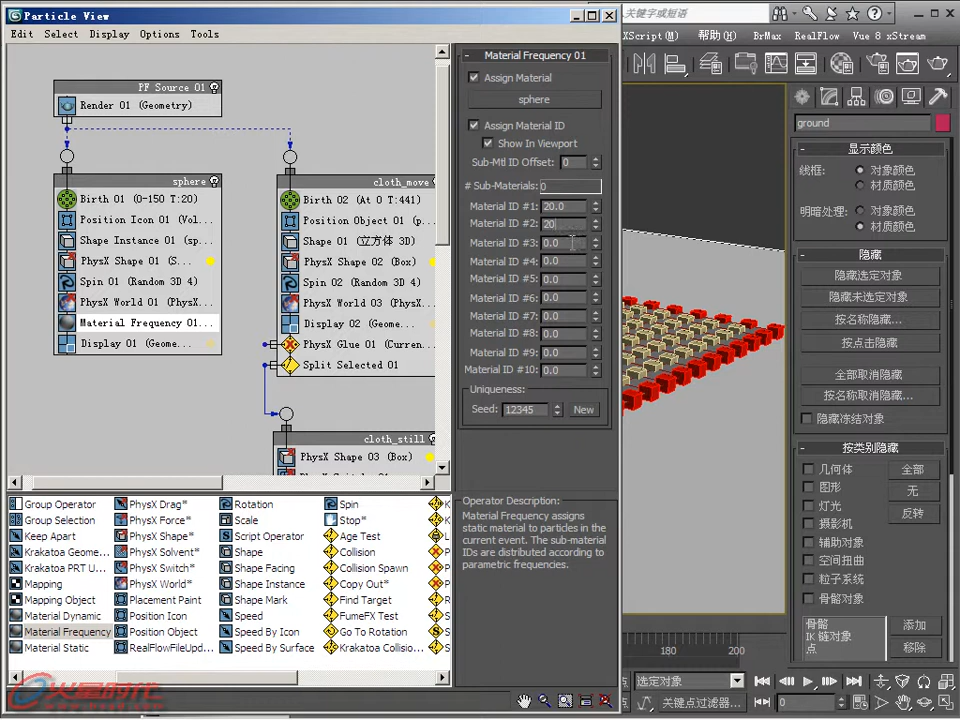 Particle View
键入关键字或短语
Edit Select Display Options Tools
XScript(M) 帮助(H) BrMax RealFlow Vue 8 xStream
PF Source 01
Render 01 (Geometry)
sphere
Birth 01 (0-150 T:20)
Position Icon 01 (Vol...
Shape Instance 01 (sp...
PhysX Shape 01 (S...
Spin 01 (Random 3D 4)
PhysX World 01 (PhysX...
Material Frequency 01...
Display 01 (Geome...
cloth_move
Birth 02 (At 0 T:441)
Position Object 01 (p...
Shape 01 (立方体 3D)
PhysX Shape 02 (Box)
Spin 02 (Random 3D 4)
PhysX World 03 (PhysX...
Display 02 (Geome...
PhysX Glue 01 (Curren...
Split Selected 01
cloth_still
PhysX Shape 03 (Box)
Material Frequency 01
Assign Material
sphere
Assign Material ID
Show In Viewport
Sub-Mtl ID Offset: 0
# Sub-Materials: 0
Material ID #1: 20.0
Material ID #2: 20
Material ID #3: 0.0
Material ID #4: 0.0
Material ID #5: 0.0
Material ID #6: 0.0
Material ID #7: 0.0
Material ID #8: 0.0
Material ID #9: 0.0
Material ID #10: 0.0
Uniqueness:
Seed: 12345 New
Group Operator
Group Selection
Keep Apart
Krakatoa Geome...
Krakatoa PRT U...
Mapping
Mapping Object
Material Dynamic
Material Frequency
Material Static
PhysX Drag*
PhysX Force*
PhysX Shape*
PhysX Solvent*
PhysX Switch*
PhysX World*
Placement Paint
Position Icon
Position Object
RealFlowFileUpd...
Rotation
Scale
Script Operator
Shape
Shape Facing
Shape Instance
Shape Mark
Speed
Speed By Icon
Speed By Surface
Spin
Stop*
Age Test
Collision
Collision Spawn
Copy Out*
Find Target
FumeFX Test
Go To Rotation
Krakatoa Collisio...
Operator Description:
Material Frequency assigns
static material to particles in the
current event. The sub-material
IDs are distributed according to
parametric frequencies.
ground
显示颜色
线框: 对象颜色
材质颜色
明暗处理: 对象颜色
材质颜色
隐藏
隐藏选定对象
隐藏未选定对象
按名称隐藏...
按点击隐藏
全部取消隐藏
按名称取消隐藏...
隐藏冻结对象
按类别隐藏
几何体 全部
图形 无
灯光 反转
摄影机
辅助对象
空间扭曲
粒子系统
骨骼对象
骨骼 添加
IK 链对象
点 移除
180 200
选定对象
关键点过滤器...
0
火星时代